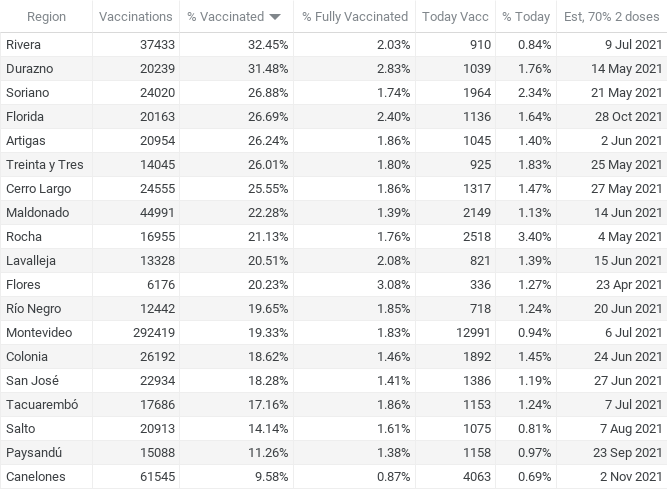 Region Vaccinations % Vaccinated % Fully Vaccinated Today Vacc % Today Est, 70% 2 doses
Rivera 37433 32.45% 2.03% 910 0.84% 9 Jul 2021
Durazno 20239 31.48% 2.83% 1039 1.76% 14 May 2021
Soriano 24020 26.88% 1.74% 1964 2.34% 21 May 2021
Florida 20163 26.69% 2.40% 1136 1.64% 28 Oct 2021
Artigas 20954 26.24% 1.86% 1045 1.40% 2 Jun 2021
Treinta y Tres 14045 26.01% 1.80% 925 1.83% 25 May 2021
Cerro Largo 24555 25.55% 1.86% 1317 1.47% 27 May 2021
Maldonado 44991 22.28% 1.39% 2149 1.13% 14 Jun 2021
Rocha 16955 21.13% 1.76% 2518 3.40% 4 May 2021
Lavalleja 13328 20.51% 2.08% 821 1.39% 15 Jun 2021
Flores 6176 20.23% 3.08% 336 1.27% 23 Apr 2021
Río Negro 12442 19.65% 1.85% 718 1.24% 20 Jun 2021
Montevideo 292419 19.33% 1.83% 12991 0.94% 6 Jul 2021
Colonia 26192 18.62% 1.46% 1892 1.45% 24 Jun 2021
San José 22934 18.28% 1.41% 1386 1.19% 27 Jun 2021
Tacuarembó 17686 17.16% 1.86% 1153 1.24% 7 Jul 2021
Salto 20913 14.14% 1.61% 1075 0.81% 7 Aug 2021
Paysandú 15088 11.26% 1.38% 1158 0.97% 23 Sep 2021
Canelones 61545 9.58% 0.87% 4063 0.69% 2 Nov 2021